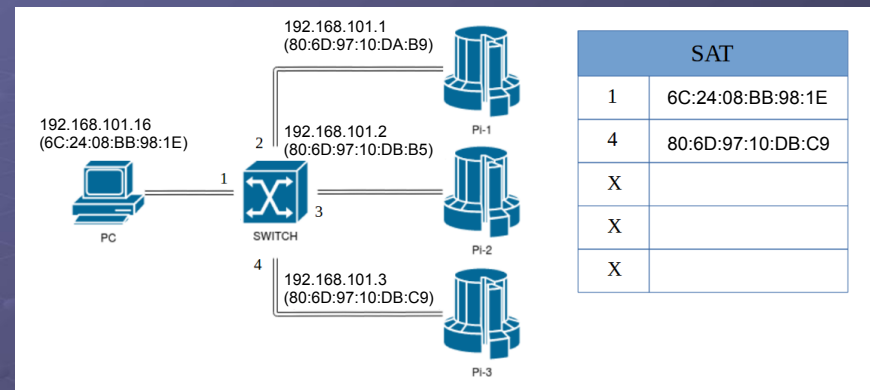 192.168.101.1
(80:6D:97:10:DA:B9)
Pi-1
192.168.101.16
(6C:24:08:BB:98:1E)
PC
2
1
3
4
SWITCH
192.168.101.2
(80:6D:97:10:DB:B5)
Pi-2
192.168.101.3
(80:6D:97:10:DB:C9)
Pi-3
SAT
1 6C:24:08:BB:98:1E
4 80:6D:97:10:DB:C9
X
X
X